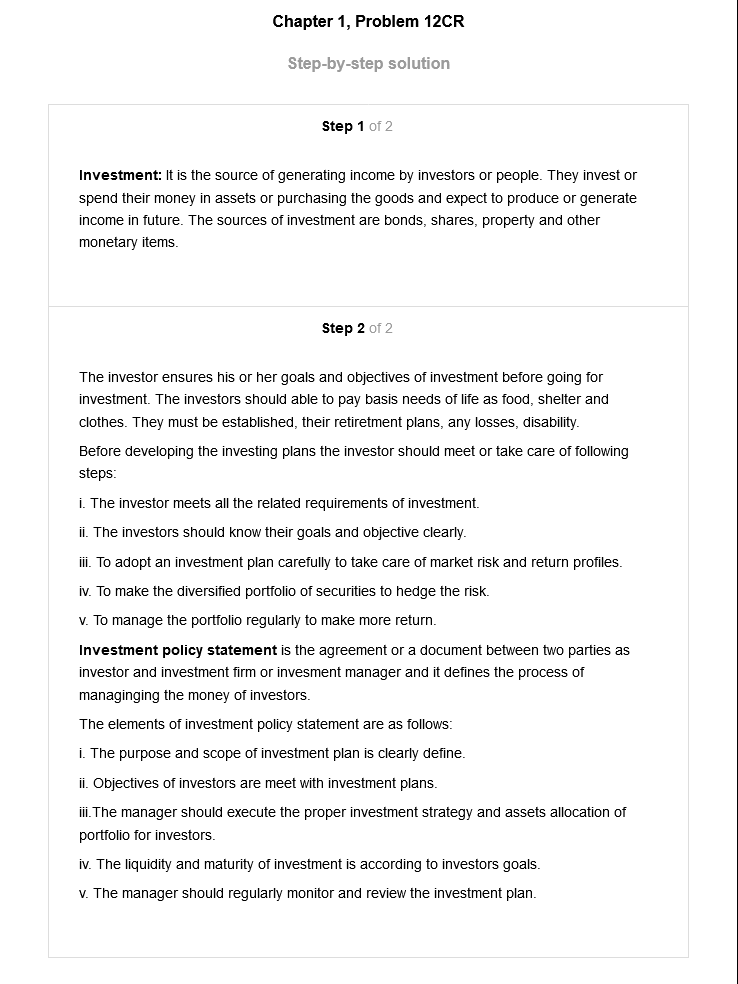 Chapter 1, Problem 12CR
Step-by-step solution
Step 1 of 2
Investment: It is the source of generating income by investors or people. They invest or
spend their money in assets or purchasing the goods and expect to produce or generate
income in future. The sources of investment are bonds, shares, property and other
monetary items.
Step 2 of 2
The investor ensures his or her goals and objectives of investment before going for
investment. The investors should able to pay basis needs of life as food, shelter and
clothes. They must be established, their retiretment plans, any losses, disability.
Before developing the investing plans the investor should meet or take care of following
steps:
i. The investor meets all the related requirements of investment.
ii. The investors should know their goals and objective clearly.
iii. To adopt an investment plan carefully to take care of market risk and return profiles.
iv. To make the diversified portfolio of securities to hedge the risk.
v. To manage the portfolio regularly to make more return.
Investment policy statement is the agreement or a document between two parties as
investor and investment firm or invesment manager and it defines the process of
managinging the money of investors.
The elements of investment policy statement are as follows:
i. The purpose and scope of investment plan is clearly define.
ii. Objectives of investors are meet with investment plans.
iii.The manager should execute the proper investment strategy and assets allocation of
portfolio for investors.
iv. The liquidity and maturity of investment is according to investors goals.
v. The manager should regularly monitor and review the investment plan.